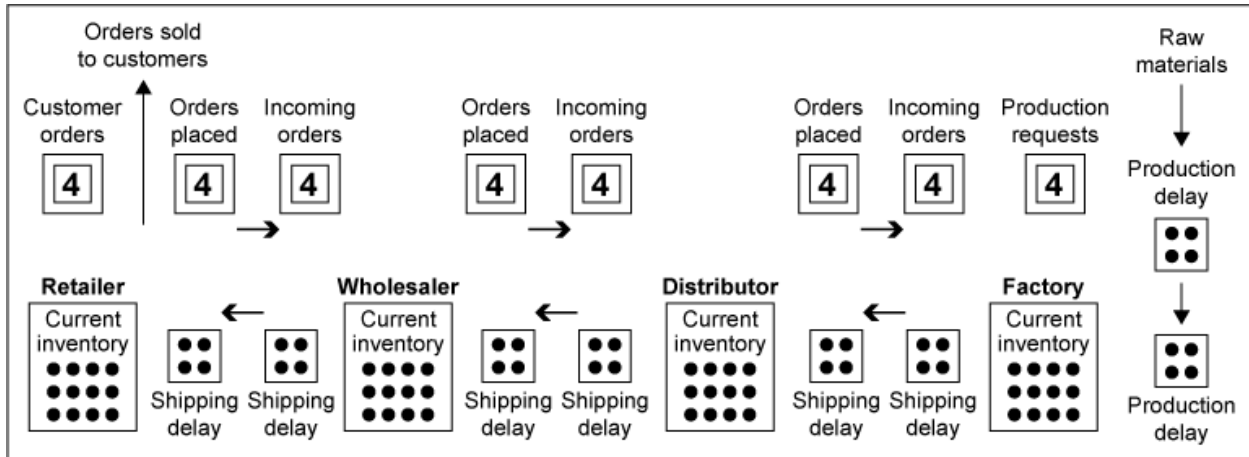 Orders sold
to customers
Raw
materials
Customer
orders
Orders
placed
Incoming
orders
Orders
placed
Incoming
orders
Orders
placed
Incoming
orders
Production
requests
4
4
4
4
4
4
4
4
Production
delay
Retailer
Current
inventory
Shipping
delay
Shipping
delay
Wholesaler
Current
inventory
Shipping
delay
Shipping
delay
Distributor
Current
inventory
Shipping
delay
Shipping
delay
Factory
Current
inventory
Production
delay